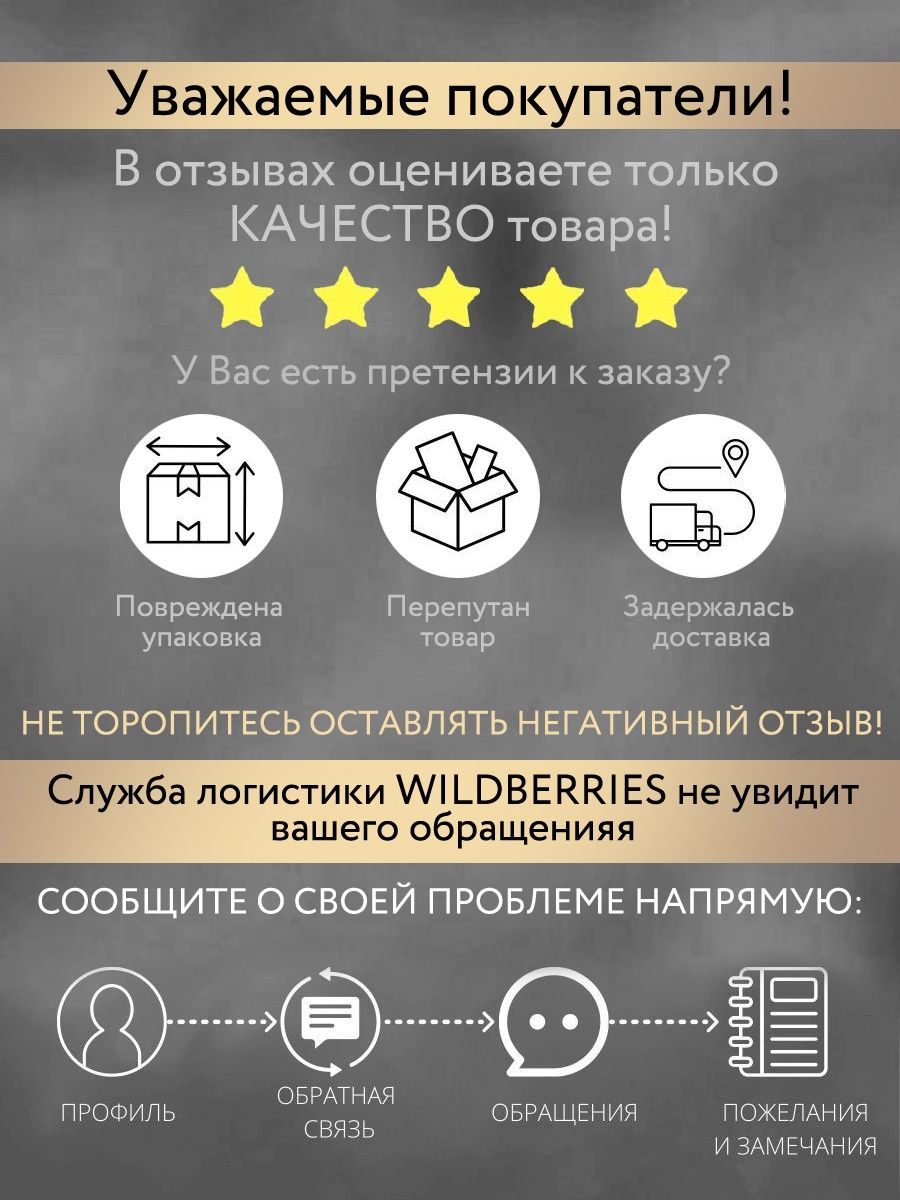 Уважаемые покупатели!
В отзывах оцениваете только
КАЧЕСТВО товара!
У Вас есть претензии к заказу?
Повреждена
упаковка
Перепутан
товар
Задержалась
доставка
НЕ ТОРОПИТЕСЬ ОСТАВЛЯТЬ НЕГАТИВНЫЙ ОТЗЫВ!
Служба логистики WILDBERRIES не увидит
вашего обращенияя
СООБЩИТЕ О СВОЕЙ ПРОБЛЕМЕ НАПРЯМУЮ:
ПРОФИЛЬ
ОБРАТНАЯ
СВЯЗЬ
ОБРАЩЕНИЯ
ПОЖЕЛАНИЯ
И ЗАМЕЧАНИЯ